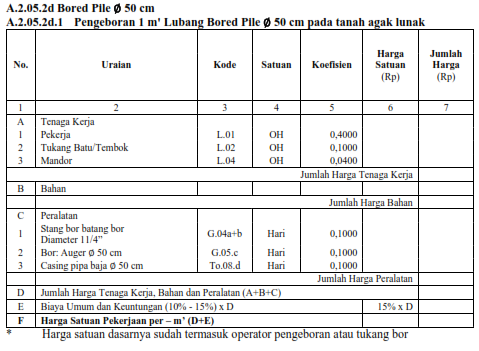 A.2.05.2d Bored Pile Ø 50 cm
A.2.05.2d.1 Pengeboran 1 m' Lubang Bored Pile Ø 50 cm pada tanah agak lunak
No. Uraian Kode Satuan Koefisien Harga Satuan (Rp) Jumlah Harga (Rp)
1 2 3 4 5 6 7
A Tenaga Kerja
1 Pekerja L.01 OH 0,4000
2 Tukang Batu/Tembok L.02 OH 0,1000
3 Mandor L.04 OH 0,0400
Jumlah Harga Tenaga Kerja
B Bahan
Jumlah Harga Bahan
C Peralatan
1 Stang bor batang bor Diameter 11/4” G.04a+b Hari 0,1000
2 Bor: Auger Ø 50 cm G.05.c Hari 0,1000
3 Casing pipa baja Ø 50 cm To.08.d Hari 0,1000
Jumlah Harga Peralatan
D Jumlah Harga Tenaga Kerja, Bahan dan Peralatan (A+B+C)
E Biaya Umum dan Keuntungan (10% - 15%) x D 15% x D
F Harga Satuan Pekerjaan per – m’ (D+E)
* Harga satuan dasarnya sudah termasuk operator pengeboran atau tukang bor